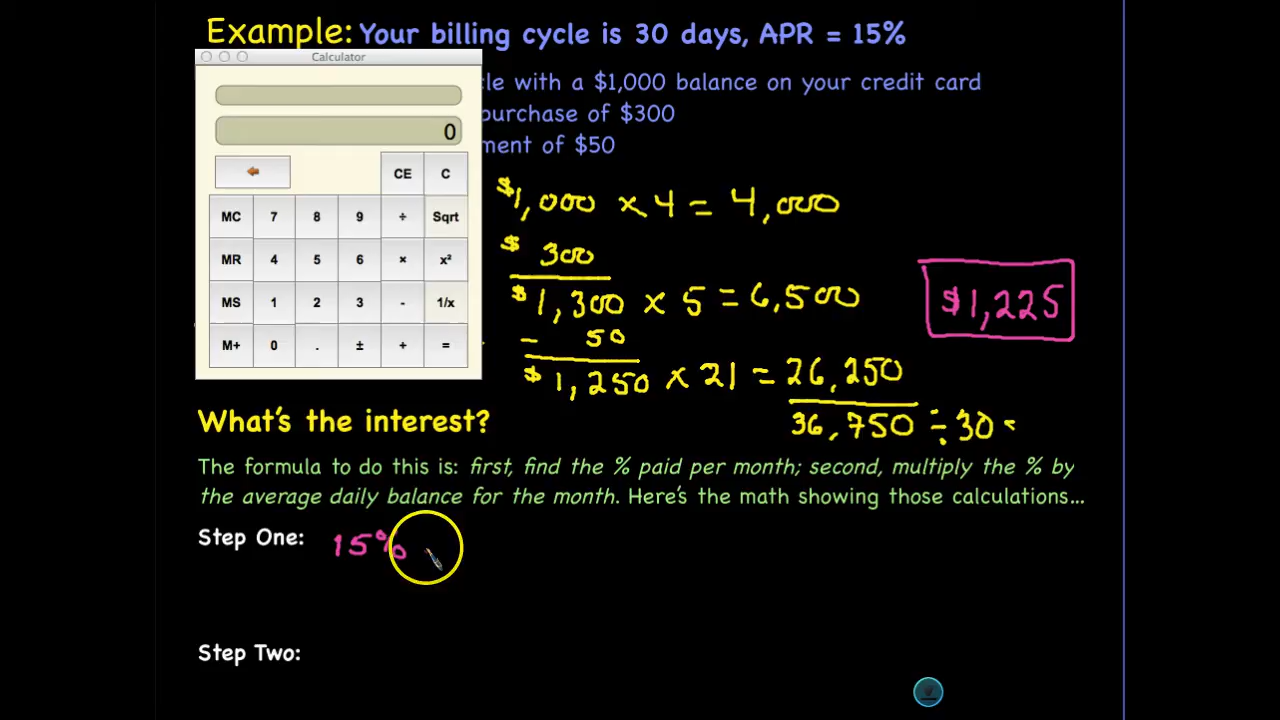 Example: Your billing cycle is 30 days, APR = 15%
Calculator
cle with a $1,000 balance on your credit card
purchase of $300
ment of $50
0
CE C
MC 7 8 9 ÷ Sqrt
MR 4 5 6 × x²
MS 1 2 3 - 1/x
M+ 0 . ± + =
$1,000 × 4 = 4,000
$ 300
$1,300 × 5 = 6,500
- 50
$1,250 × 21 = 26,250
36,750 ÷ 30 =
$1,225
What's the interest?
The formula to do this is: first, find the % paid per month; second, multiply the % by
the average daily balance for the month. Here's the math showing those calculations...
Step One: 15%
Step Two: